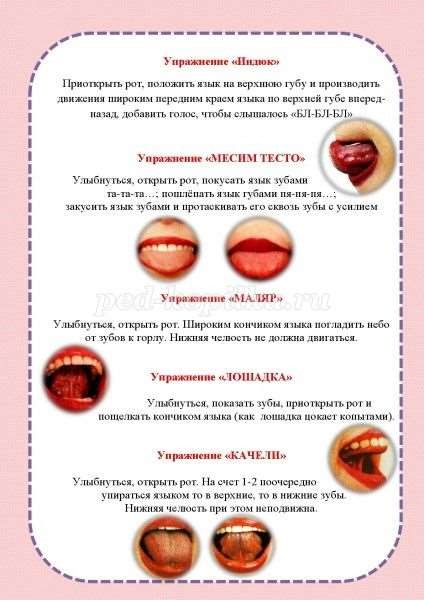 Упражнение «Индюк»
Приоткрыть рот, положить язык на верхнюю губу и производить
движения широким передним краем языка по верхней губе вперед-
назад, добавить голос, чтобы слышалось «БЛ-БЛ-БЛ»
Упражнение «МЕСИМ ТЕСТО»
Улыбнуться, открыть рот, покусать язык зубами
та-та-та…; пошлёпать язык губами пя-пя-пя…;
закусить язык зубами и протаскивать его сквозь зубы с усилием
ped-kopilka.ru
Упражнение «МАЛЯР»
Улыбнуться, открыть рот. Широким кончиком языка погладить небо
от зубов к горлу. Нижняя челюсть не должна двигаться.
Упражнение «ЛОШАДКА»
Улыбнуться, показать зубы, приоткрыть рот и
пощелкать кончиком языка (как лошадка цокает копытами).
Упражнение «КАЧЕЛИ»
Улыбнуться, открыть рот. На счет 1-2 поочередно
упираться языком то в верхние, то в нижние зубы.
Нижняя челюсть при этом неподвижна.